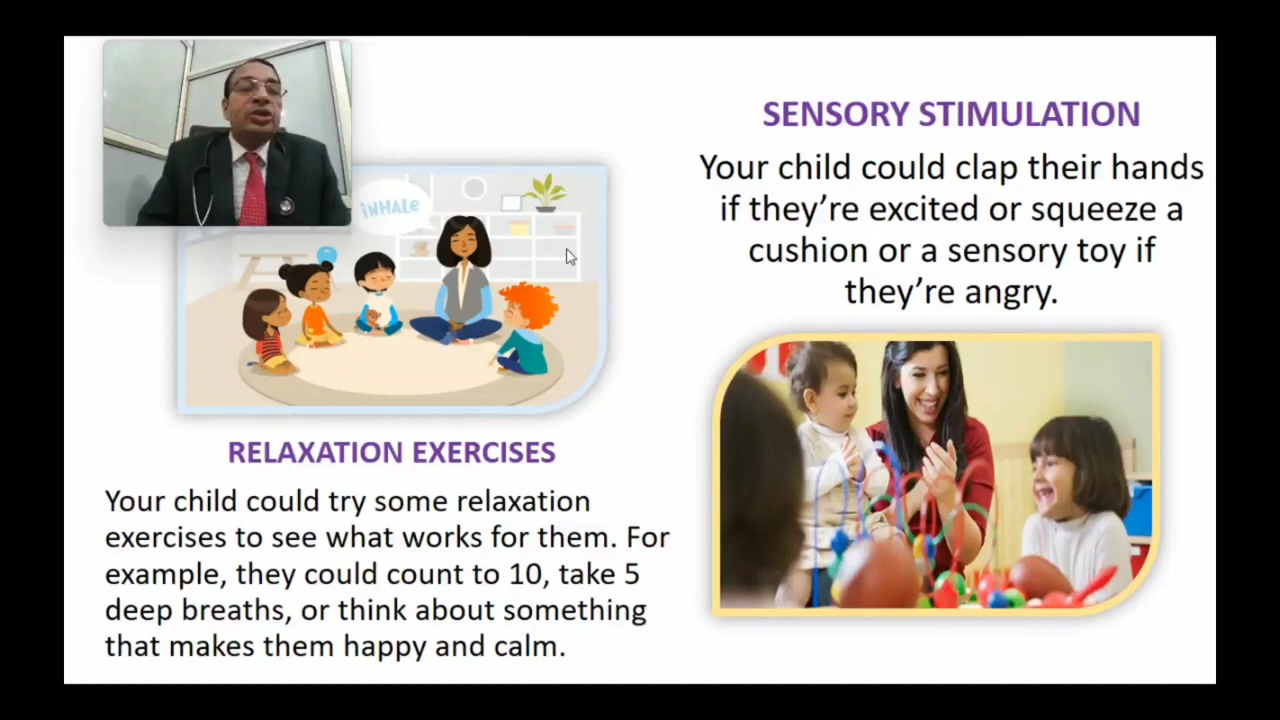 iNHALe
RELAXATION EXERCISES
Your child could try some relaxation
exercises to see what works for them. For
example, they could count to 10, take 5
deep breaths, or think about something
that makes them happy and calm.
SENSORY STIMULATION
Your child could clap their hands
if they’re excited or squeeze a
cushion or a sensory toy if
they’re angry.